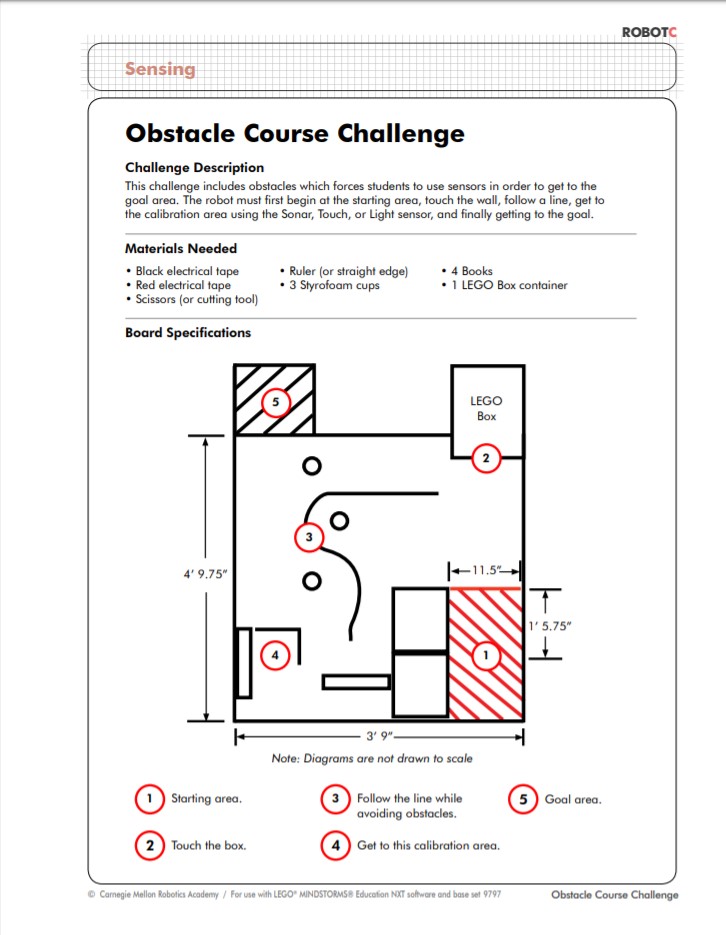 ROBOTC
Sensing
Obstacle Course Challenge
Challenge Description
This challenge includes obstacles which forces students to use sensors in order to get to the
goal area. The robot must first begin at the starting area, touch the wall, follow a line, get to
the calibration area using the Sonar, Touch, or Light sensor, and finally getting to the goal.
Materials Needed
• Black electrical tape
• Red electrical tape
• Scissors (or cutting tool)
• Ruler (or straight edge)
• 3 Styrofoam cups
• 4 Books
• 1 LEGO Box container
Board Specifications
5
LEGO
Box
2
3
4' 9.75"
11.5"
1' 5.75"
4
1
3' 9"
Note: Diagrams are not drawn to scale
1 Starting area.
2 Touch the box.
3 Follow the line while
avoiding obstacles.
4 Get to this calibration area.
5 Goal area.
© Carnegie Mellon Robotics Academy / For use with LEGO® MINDSTORMS® Education NXT software and base set 9797
Obstacle Course Challenge